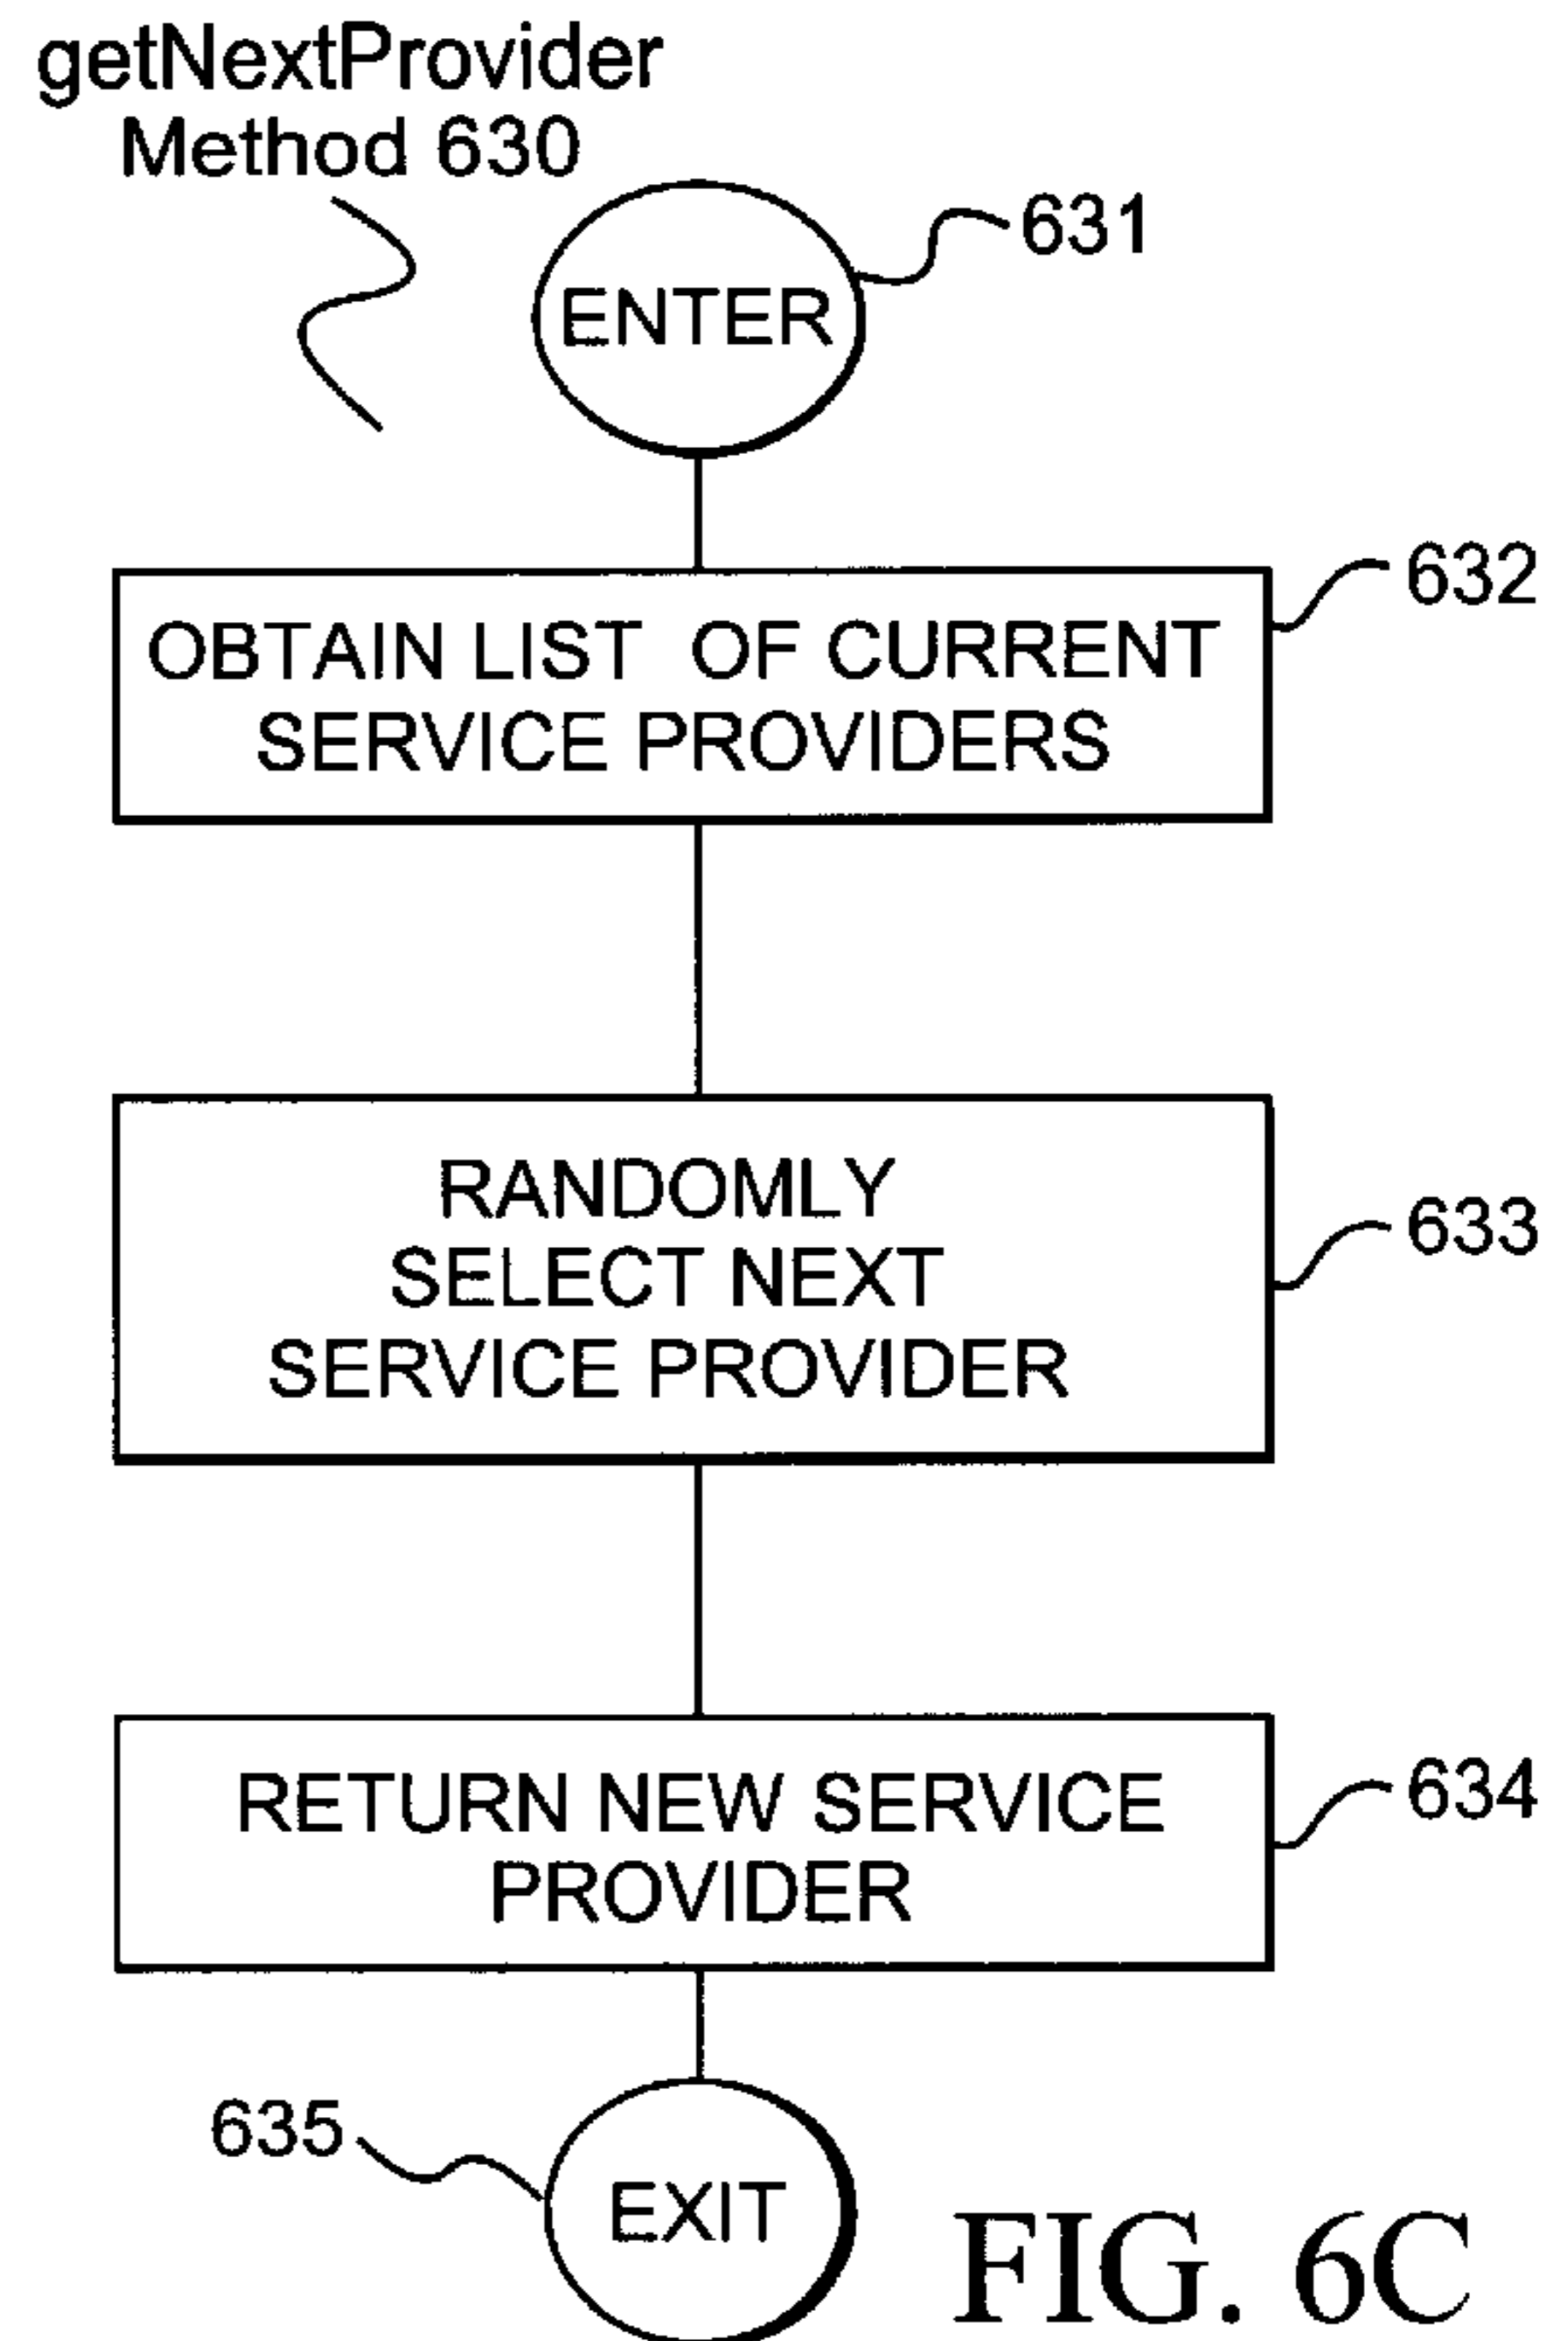 getNextProvider
Method 630
631
ENTER
632
OBTAIN LIST OF CURRENT
SERVICE PROVIDERS
633
RANDOMLY
SELECT NEXT
SERVICE PROVIDER
634
RETURN NEW SERVICE
PROVIDER
635
EXIT
FIG. 6C